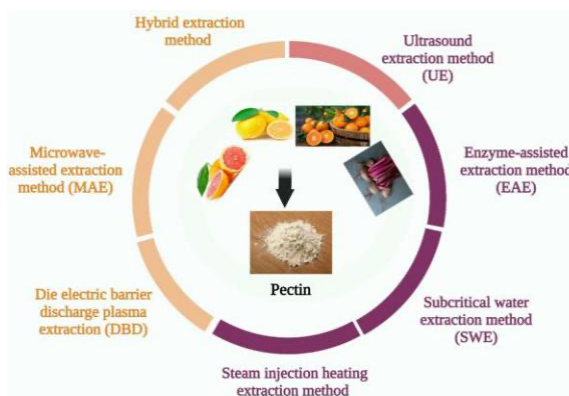 Hybrid extraction
method
Ultrasound
extraction method
(UE)
Microwave-
assisted extraction
method (MAE)
Enzyme-assisted
extraction method
(EAE)
Pectin
Die electric barrier
discharge plasma
extraction (DBD)
Subcritical water
extraction method
(SWE)
Steam injection heating
extraction method